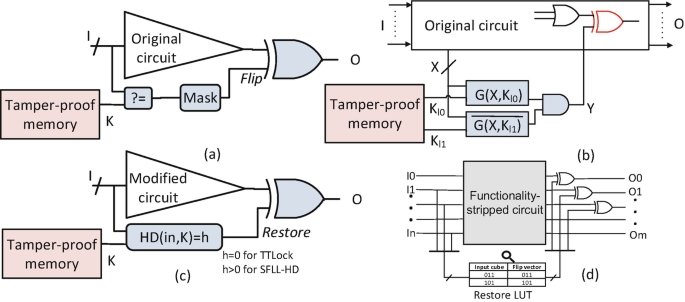 I
Original circuit
Flip
O
?=
Mask
Tamper-proof memory
K
(a)
I
Original circuit
O
X
Tamper-proof memory
K_l0
G(X,K_l0)
K_l1
G(X,K_l1)
Y
(b)
I
Modified circuit
Restore
O
HD(in,K)=h
Tamper-proof memory
K
h=0 for TTLock
h>0 for SFLL-HD
(c)
I0
I1
In
Functionality-stripped circuit
O0
O1
Om
Input cube Flip vector
011 011
101 101
Restore LUT
(d)